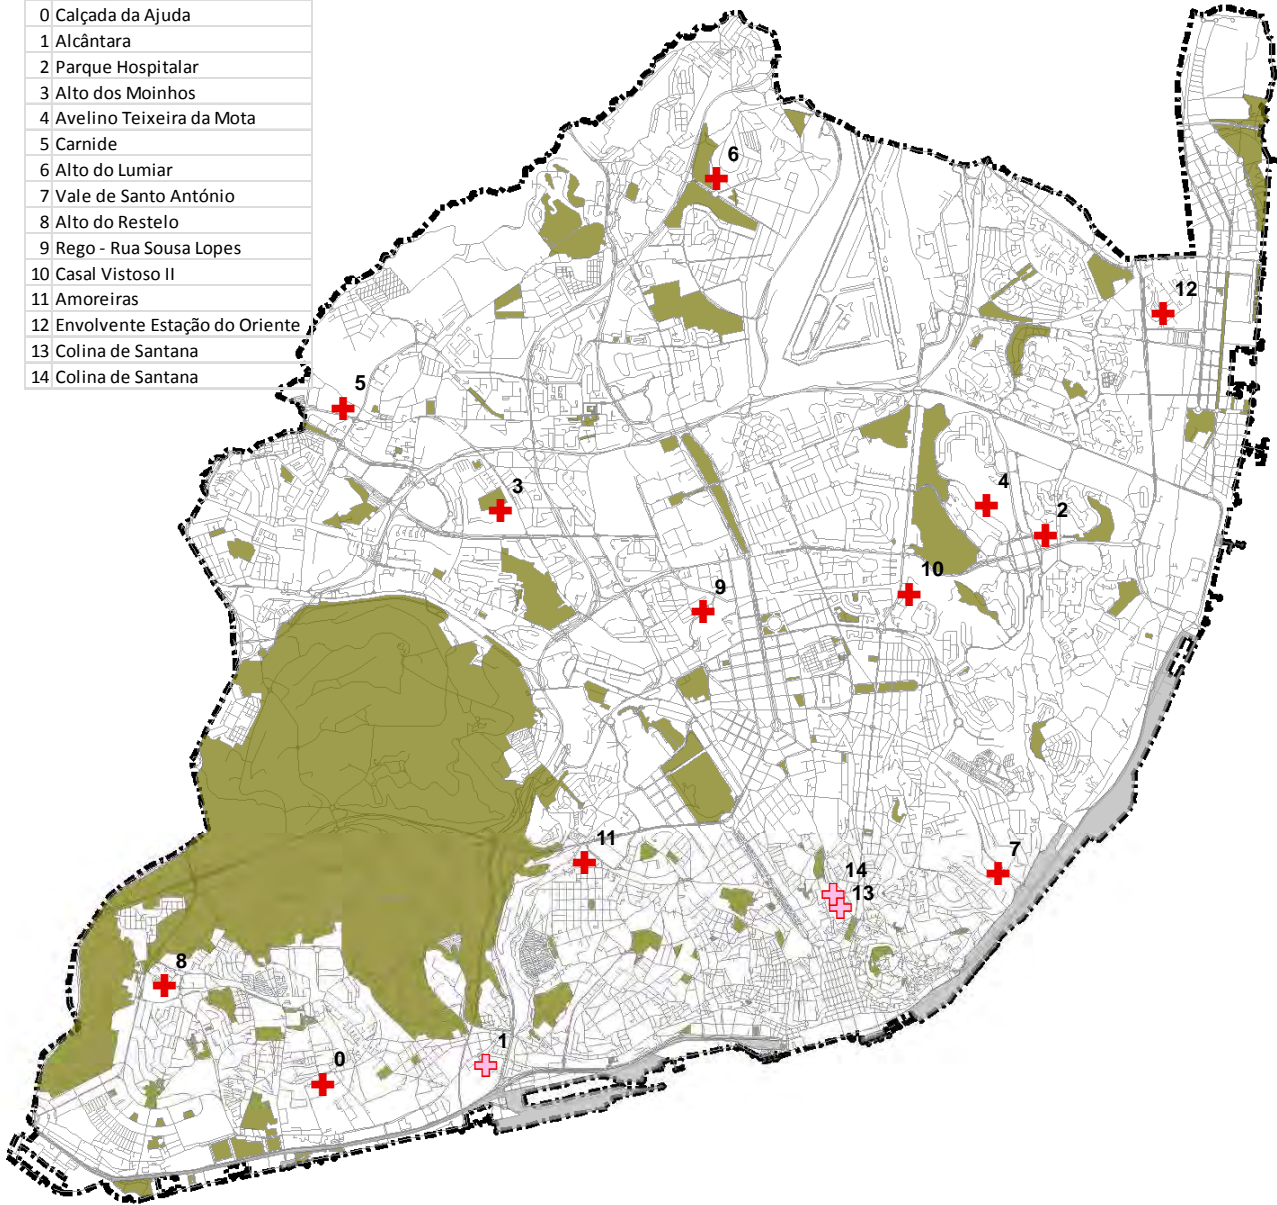 0 Calçada da Ajuda
1 Alcântara
2 Parque Hospitalar
3 Alto dos Moinhos
4 Avelino Teixeira da Mota
5 Carnide
6 Alto do Lumiar
7 Vale de Santo António
8 Alto do Restelo
9 Rego - Rua Sousa Lopes
10 Casal Vistoso II
11 Amoreiras
12 Envolvente Estação do Oriente
13 Colina de Santana
14 Colina de Santana
6
12
5
3
4
2
10
9
11
14
13
7
8
1
0